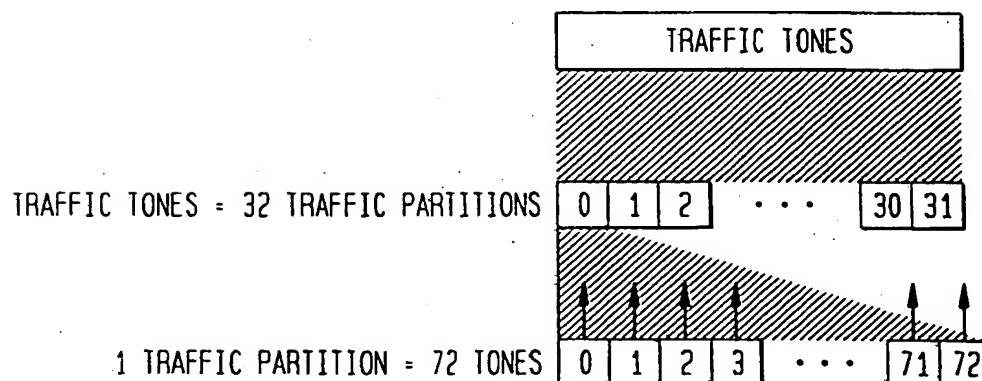 TRAFFIC TONES
TRAFFIC TONES = 32 TRAFFIC PARTITIONS 0 1 2 · · · 30 31
1 TRAFFIC PARTITION = 72 TONES 0 1 2 3 · · · 71 72